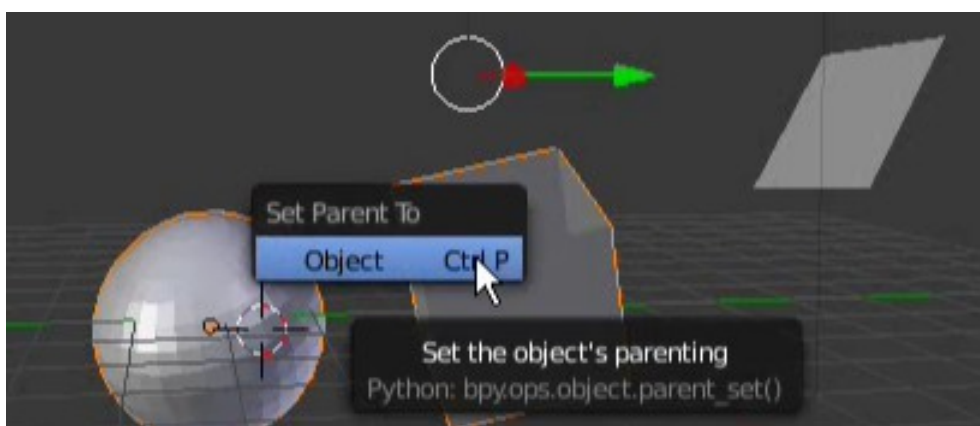 Set Parent To
Object Ctrl P
Set the object's parenting
Python: bpy.ops.object.parent_set()